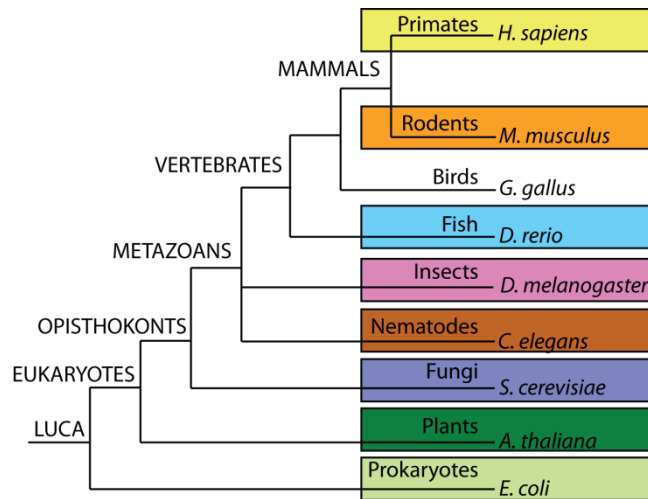 Primates
H. sapiens
MAMMALS
Rodents
M. musculus
VERTEBRATES
Birds
G. gallus
Fish
D. rerio
METAZOANS
Insects
D. melanogaster
OPISTHOKONTS
Nematodes
C. elegans
EUKARYOTES
Fungi
S. cerevisiae
LUCA
Plants
A. thaliana
Prokaryotes
E. coli